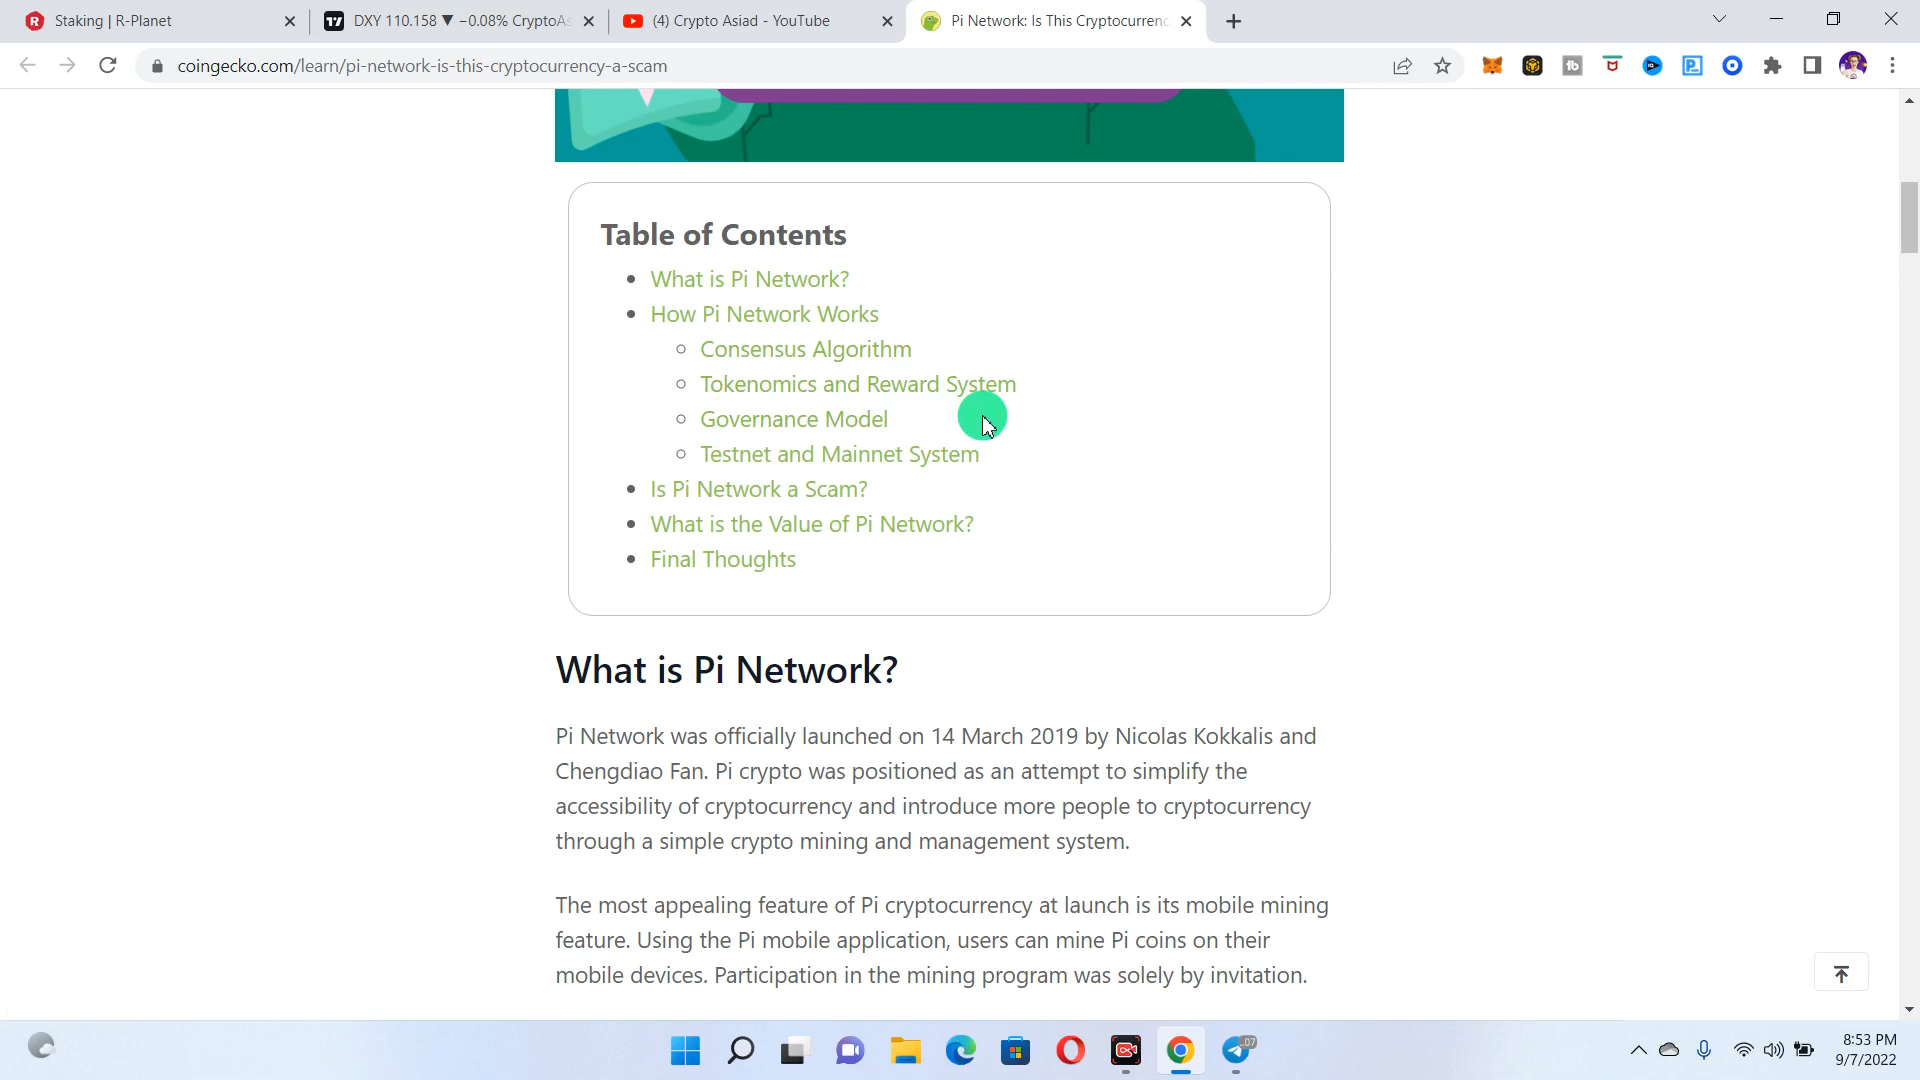 Staking | R-Planet
DXY 110.158 ▼ −0.08% CryptoAs
(4) Crypto Asiad - YouTube
Pi Network: Is This Cryptocurrenc
coingecko.com/learn/pi-network-is-this-cryptocurrency-a-scam
Table of Contents
What is Pi Network?
How Pi Network Works
Consensus Algorithm
Tokenomics and Reward System
Governance Model
Testnet and Mainnet System
Is Pi Network a Scam?
What is the Value of Pi Network?
Final Thoughts
What is Pi Network?
Pi Network was officially launched on 14 March 2019 by Nicolas Kokkalis and
Chengdiao Fan. Pi crypto was positioned as an attempt to simplify the
accessibility of cryptocurrency and introduce more people to cryptocurrency
through a simple crypto mining and management system.
The most appealing feature of Pi cryptocurrency at launch is its mobile mining
feature. Using the Pi mobile application, users can mine Pi coins on their
mobile devices. Participation in the mining program was solely by invitation.
8:53 PM
9/7/2022